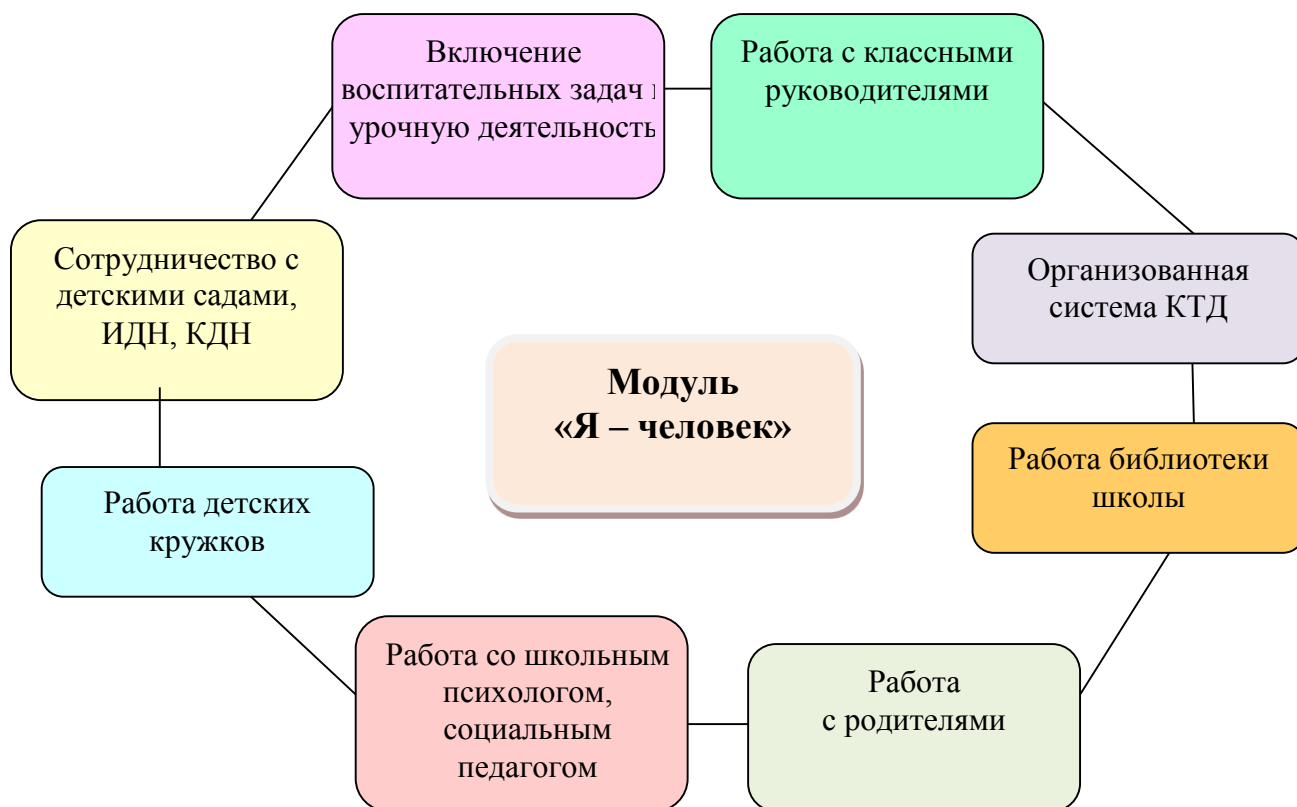 Включение
воспитательных задач
урочную деятельность
Работа с классными
руководителями
Сотрудничество с
детскими садами,
ИДН, КДН
Организованная
система КТД
Модуль
«Я – человек»
Работа библиотеки
школы
Работа детских
кружков
Работа со школьным
психологом,
социальным
педагогом
Работа
с родителями